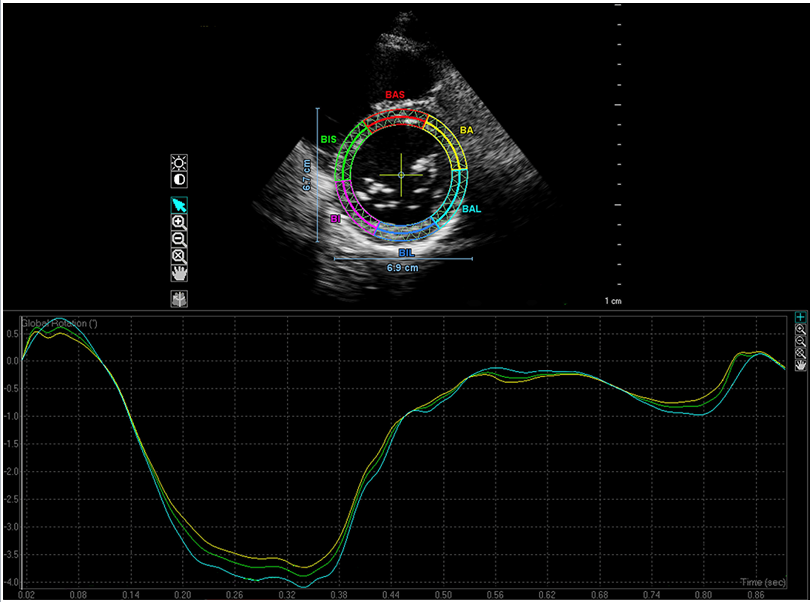 BAS
BA
BIS
6.7 cm
BAL
BI
BIL
6.9 cm
1 cm
Global Rotation (°)
0.5
0.0
-0.5
-1.0
-1.5
-2.0
-2.5
-3.0
-3.5
-4.0
Time (sec)
0.02 0.08 0.14 0.20 0.26 0.32 0.38 0.44 0.50 0.56 0.62 0.68 0.74 0.80 0.86